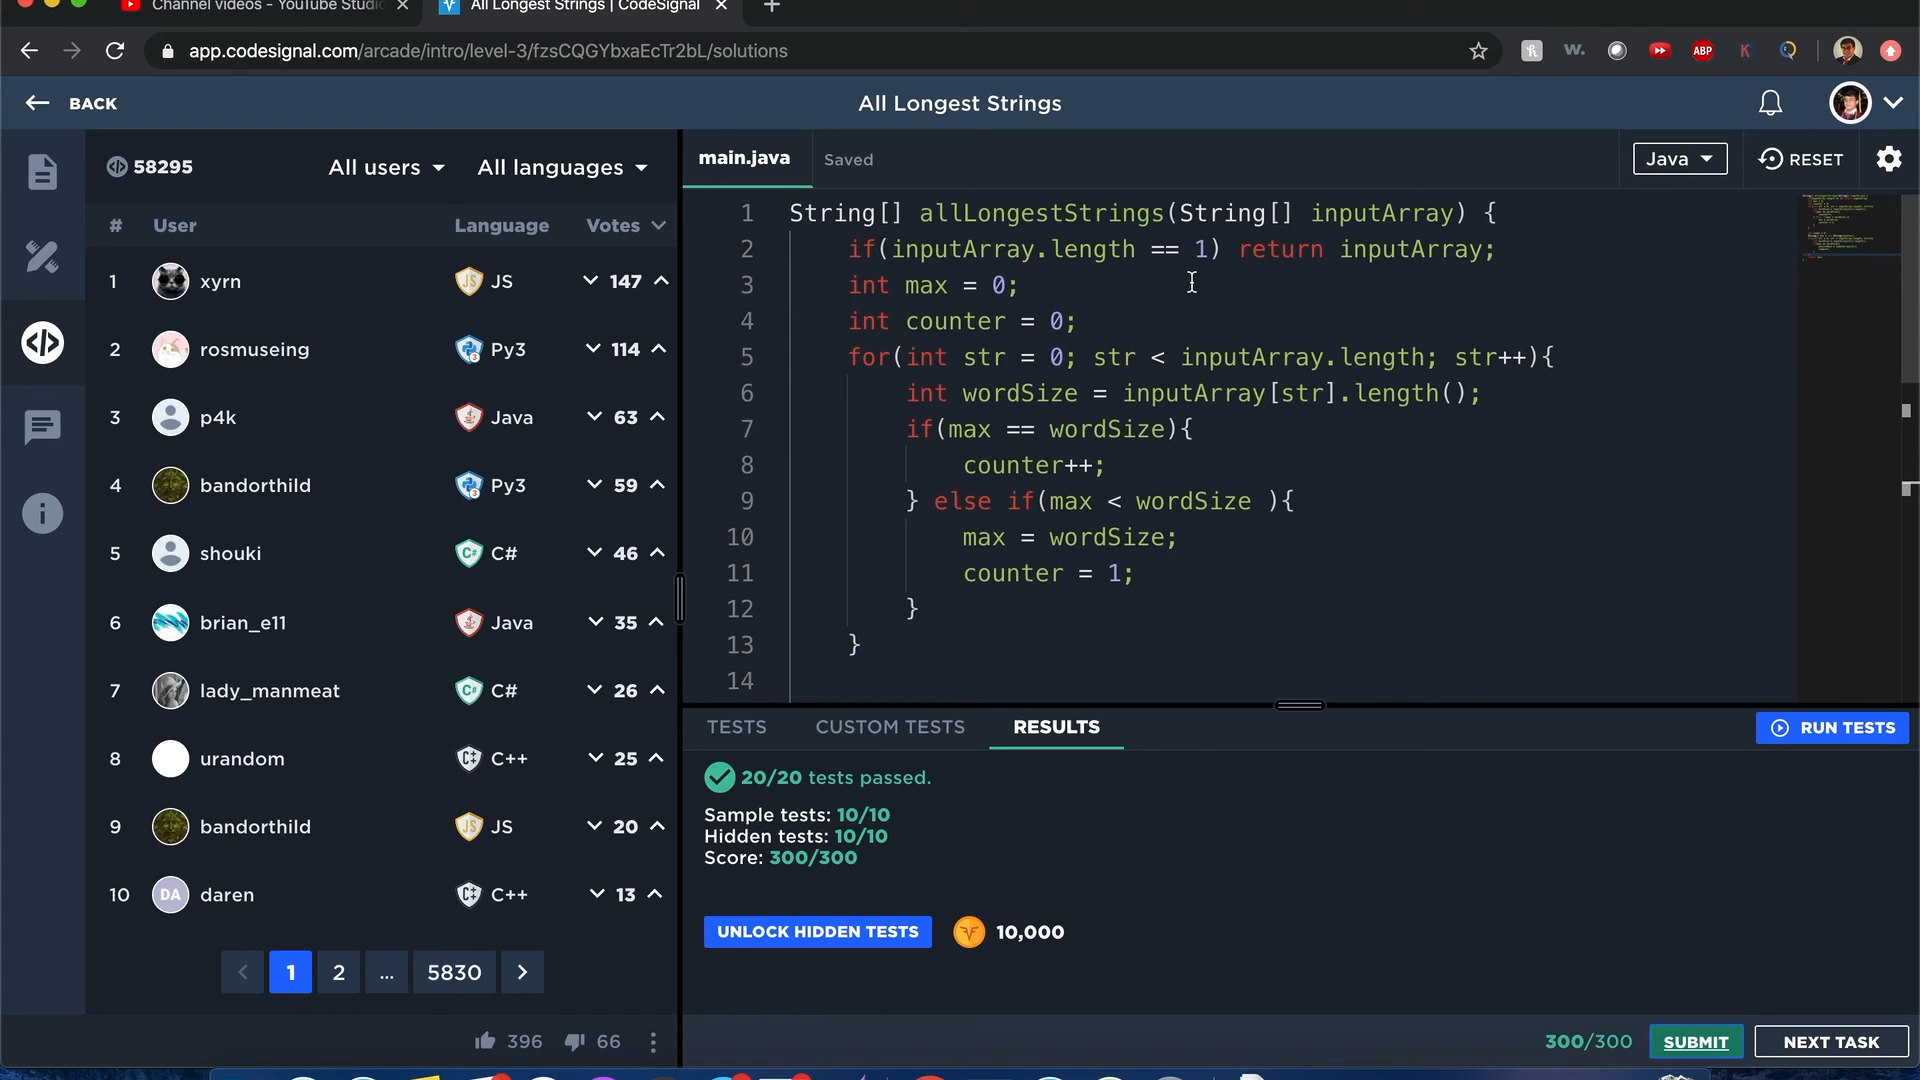 Channel videos - YouTube Studio
All Longest Strings | CodeSignal
app.codesignal.com/arcade/intro/level-3/fzsCQGYbxaEcTr2bL/solutions
BACK
All Longest Strings
58295
All users
All languages
# User Language Votes
1 xyrn JS 147
2 rosmuseing Py3 114
3 p4k Java 63
4 bandorthild Py3 59
5 shouki C# 46
6 brian_e11 Java 35
7 lady_manmeat C# 26
8 urandom C++ 25
9 bandorthild JS 20
10 DA daren C++ 13
1 2 ... 5830
396 66
main.java Saved Java RESET
1 String[] allLongestStrings(String[] inputArray) {
2 if(inputArray.length == 1) return inputArray;
3 int max = 0;
4 int counter = 0;
5 for(int str = 0; str < inputArray.length; str++){
6 int wordSize = inputArray[str].length();
7 if(max == wordSize){
8 counter++;
9 } else if(max < wordSize ){
10 max = wordSize;
11 counter = 1;
12 }
13 }
14
TESTS CUSTOM TESTS RESULTS RUN TESTS
20/20 tests passed.
Sample tests: 10/10
Hidden tests: 10/10
Score: 300/300
UNLOCK HIDDEN TESTS 10,000
300/300 SUBMIT NEXT TASK